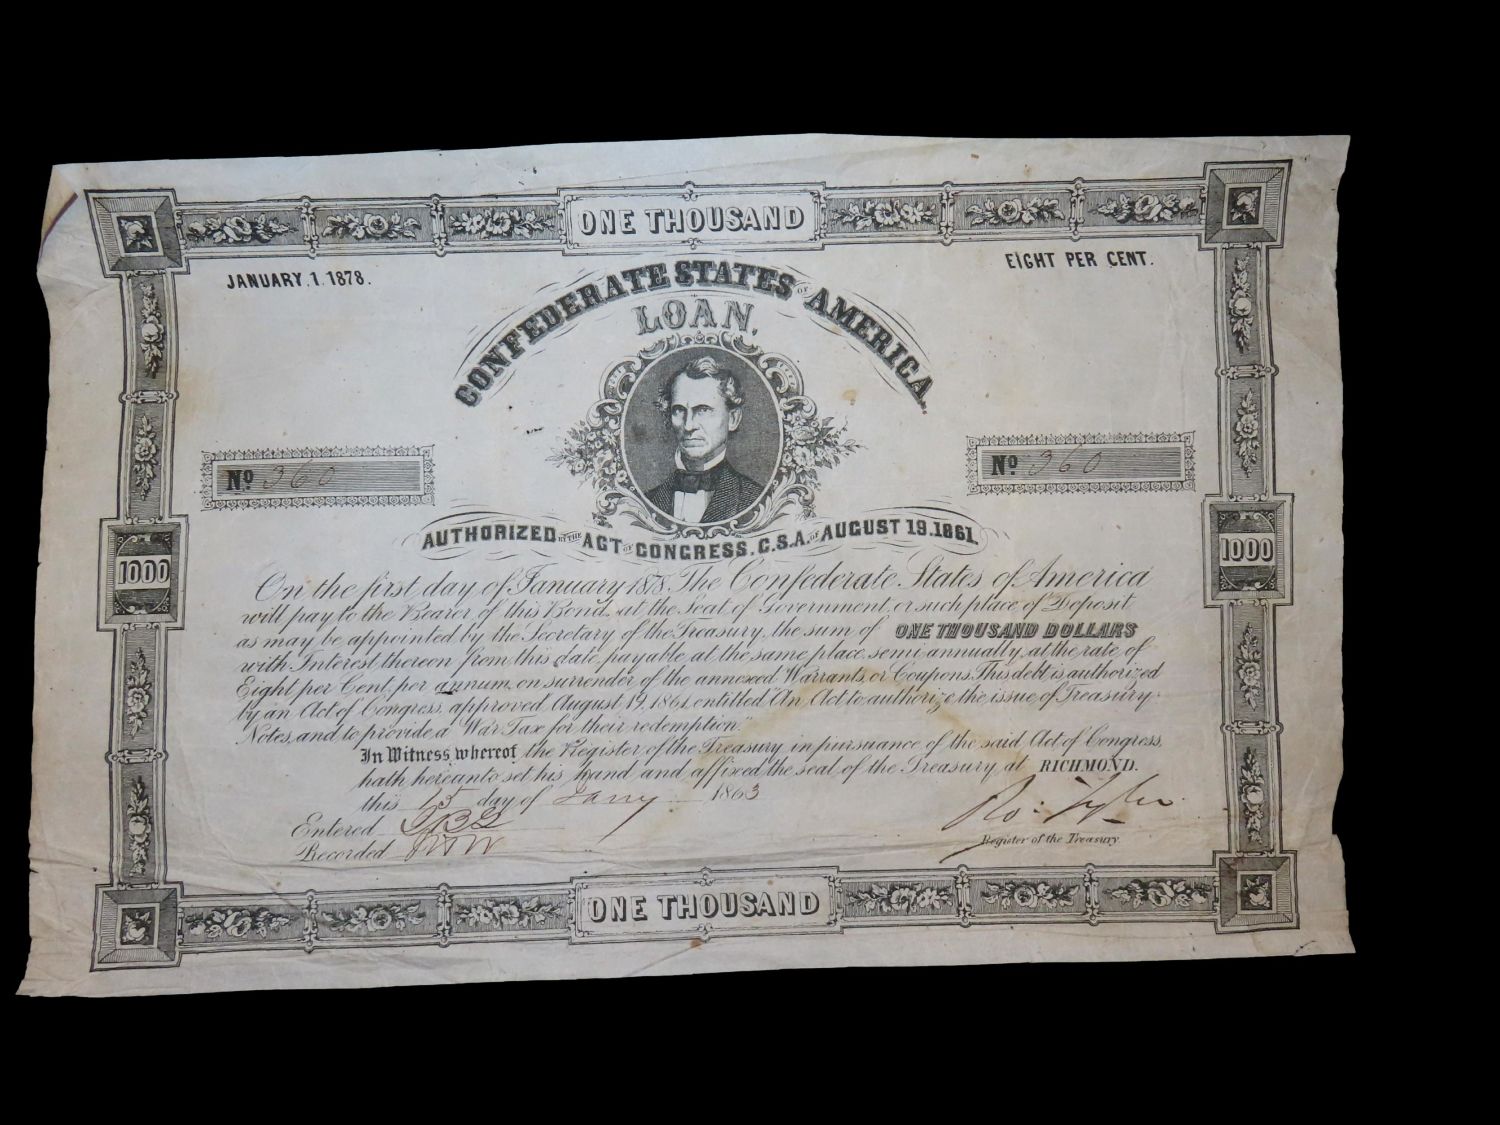 ONE THOUSAND
JANUARY. 1. 1878.
EIGHT PER CENT.
CONFEDERATE STATES OF AMERICA.
LOAN.
No 360
No 360
AUTHORIZED BY THE ACT OF CONGRESS. C.S.A. OF AUGUST 19. 1861.
1000
1000
On the first day of January 1878 The Confederate States of America
will pay to the Bearer of this Bond, at the Seat of Government, or such place of Deposit
as may be appointed by the Secretary of the Treasury, the sum of ONE THOUSAND DOLLARS
with Interest thereon from this date, payable at the same place, semi-annually, at the rate of
Eight per Cent, per annum, on surrender of the annexed Warrants, or Coupons. This debt is authorized
by an Act of Congress, approved August 19, 1861, entitled "An Act to authorize the issue of Treasury
Notes, and to provide a War Tax for their redemption."
In Witness whereof the Register of the Treasury, in pursuance of the said Act of Congress,
hath hereunto set his hand and affixed the seal of the Treasury at RICHMOND.
this 15 day of Jany 1863
Entered
Recorded
Ro: Tyler
Register of the Treasury.
ONE THOUSAND